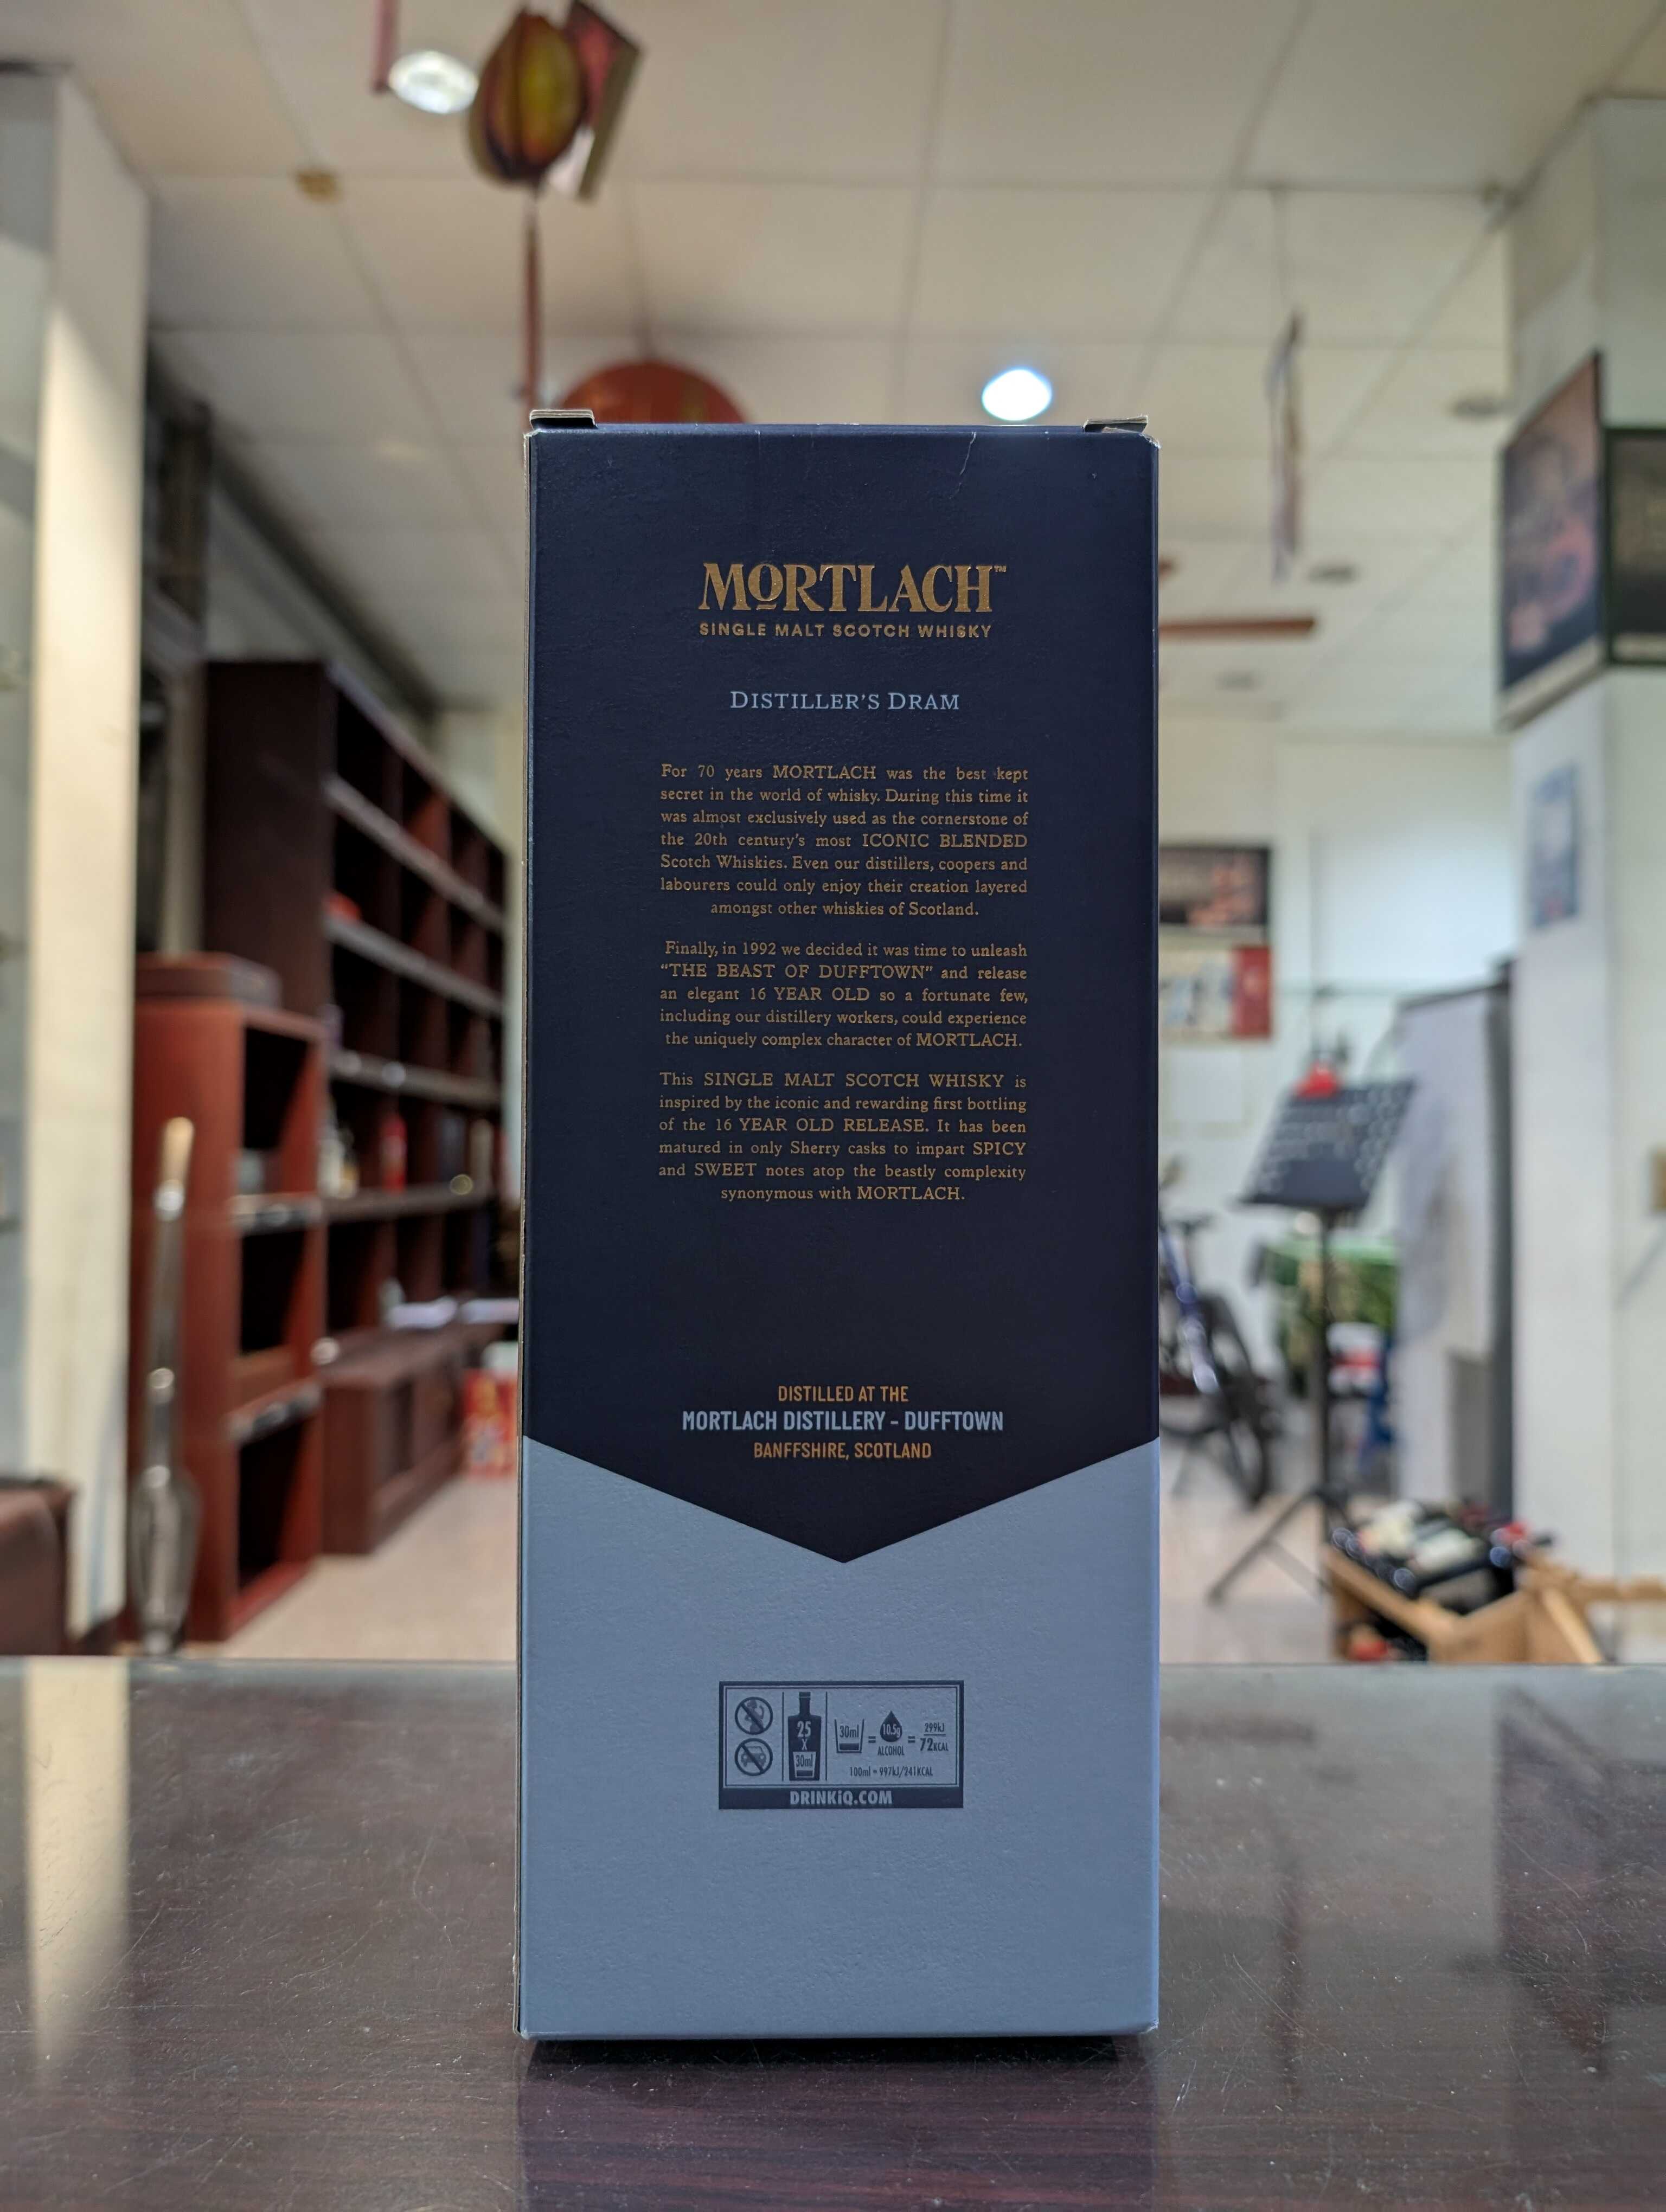 MORTLACH™
SINGLE MALT SCOTCH WHISKY
DISTILLER'S DRAM
For 70 years MORTLACH was the best kept
secret in the world of whisky. During this time it
was almost exclusively used as the cornerstone of
the 20th century's most ICONIC BLENDED
Scotch Whiskies. Even our distillers, coopers and
labourers could only enjoy their creation layered
amongst other whiskies of Scotland.
Finally, in 1992 we decided it was time to unleash
“THE BEAST OF DUFFTOWN” and release
an elegant 16 YEAR OLD so a fortunate few,
including our distillery workers, could experience
the uniquely complex character of MORTLACH.
This SINGLE MALT SCOTCH WHISKY is
inspired by the iconic and rewarding first bottling
of the 16 YEAR OLD RELEASE. It has been
matured in only Sherry casks to impart SPICY
and SWEET notes atop the beastly complexity
synonymous with MORTLACH.
DISTILLED AT THE
MORTLACH DISTILLERY - DUFFTOWN
BANFFSHIRE, SCOTLAND
25
X
30ml
30ml = 10.5g ALCOHOL = 299kJ 72KCAL
100ml = 997kJ/241KCAL
DRINKiQ.COM